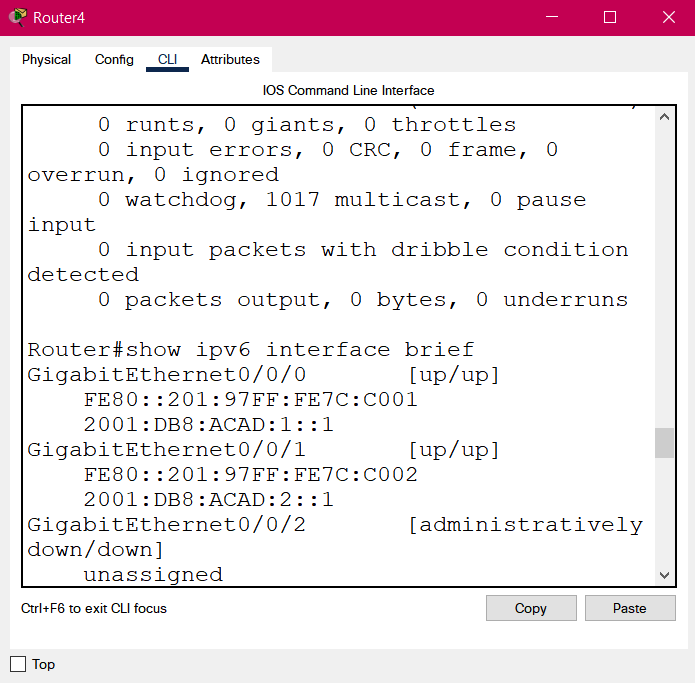 Router4
Physical Config CLI Attributes
IOS Command Line Interface
0 runts, 0 giants, 0 throttles
0 input errors, 0 CRC, 0 frame, 0
overrun, 0 ignored
0 watchdog, 1017 multicast, 0 pause
input
0 input packets with dribble condition
detected
0 packets output, 0 bytes, 0 underruns
Router#show ipv6 interface brief
GigabitEthernet0/0/0 [up/up]
FE80::201:97FF:FE7C:C001
2001:DB8:ACAD:1::1
GigabitEthernet0/0/1 [up/up]
FE80::201:97FF:FE7C:C002
2001:DB8:ACAD:2::1
GigabitEthernet0/0/2 [administratively
down/down]
unassigned
Ctrl+F6 to exit CLI focus
Copy Paste
Top